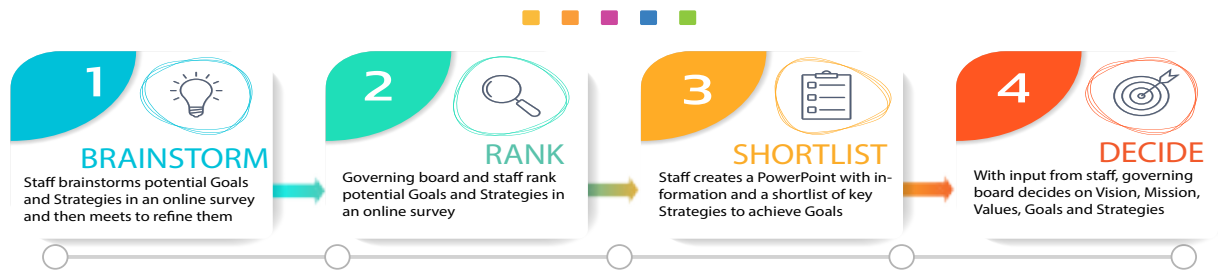 1
BRAINSTORM
Staff brainstorms potential Goals
and Strategies in an online survey
and then meets to refine them
2
RANK
Governing board and staff rank
potential Goals and Strategies in
an online survey
3
SHORTLIST
Staff creates a PowerPoint with in-
formation and a shortlist of key
Strategies to achieve Goals
4
DECIDE
With input from staff, governing
board decides on Vision, Mission,
Values, Goals and Strategies